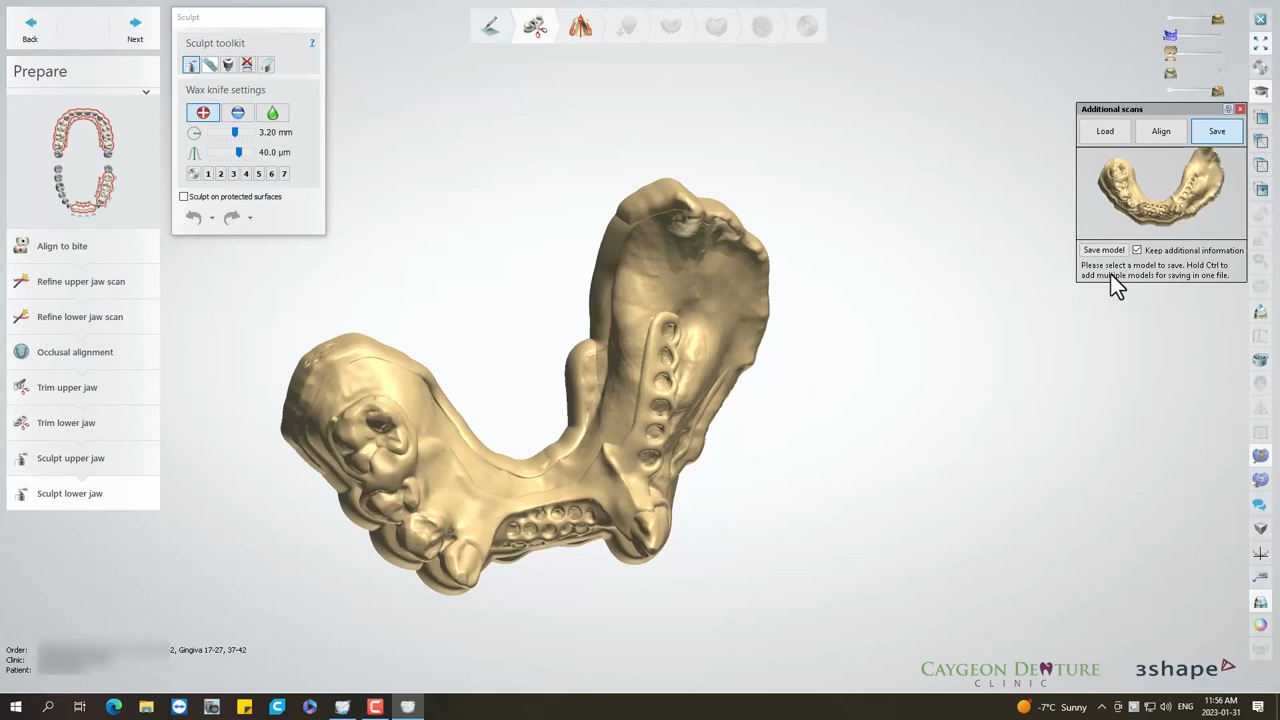 Back
Next
Prepare
Align to bite
Refine upper jaw scan
Refine lower jaw scan
Occlusal alignment
Trim upper jaw
Trim lower jaw
Sculpt upper jaw
Sculpt lower jaw
Sculpt
Sculpt toolkit
?
Wax knife settings
3.20 mm
40.0 µm
1 2 3 4 5 6 7
Sculpt on protected surfaces
Additional scans
Load
Align
Save
Save model
Keep additional information
Please select a model to save. Hold Ctrl to
add multiple models for saving in one file.
Order:
2, Gingiva 17-27, 37-42
Clinic:
Patient:
CAYGEON DENTURE
CLINIC
3shape
-7°C Sunny
ENG
11:56 AM
2023-01-31